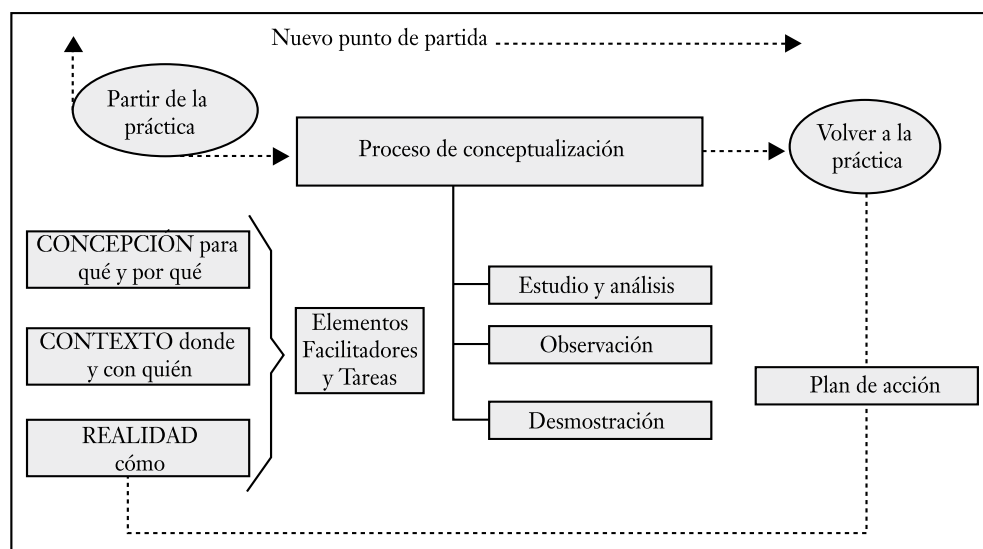 Nuevo punto de partida
Partir de la
práctica
Proceso de conceptualización
Volver a la
práctica
CONCEPCIÓN para
qué y por qué
CONTEXTO donde
y con quién
REALIDAD
cómo
Elementos
Facilitadores
y Tareas
Estudio y análisis
Observación
Desmostración
Plan de acción